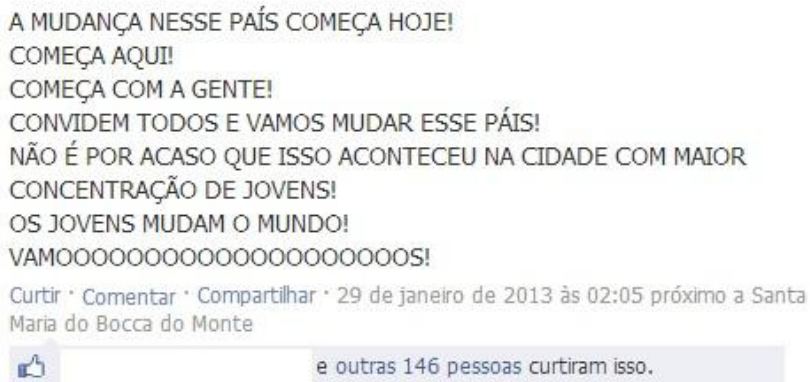 A MUDANÇA NESSE PAÍS COMEÇA HOJE!
COMEÇA AQUI!
COMEÇA COM A GENTE!
CONVIDEM TODOS E VAMOS MUDAR ESSE PÁIS!
NÃO É POR ACASO QUE ISSO ACONTECEU NA CIDADE COM MAIOR
CONCENTRAÇÃO DE JOVENS!
OS JOVENS MUDAM O MUNDO!
VAMOOOOOOOOOOOOOOOOOOOOS!
Curtir · Comentar · Compartilhar · 29 de janeiro de 2013 às 02:05 próximo a Santa
Maria do Bocca do Monte
e outras 146 pessoas curtiram isso.